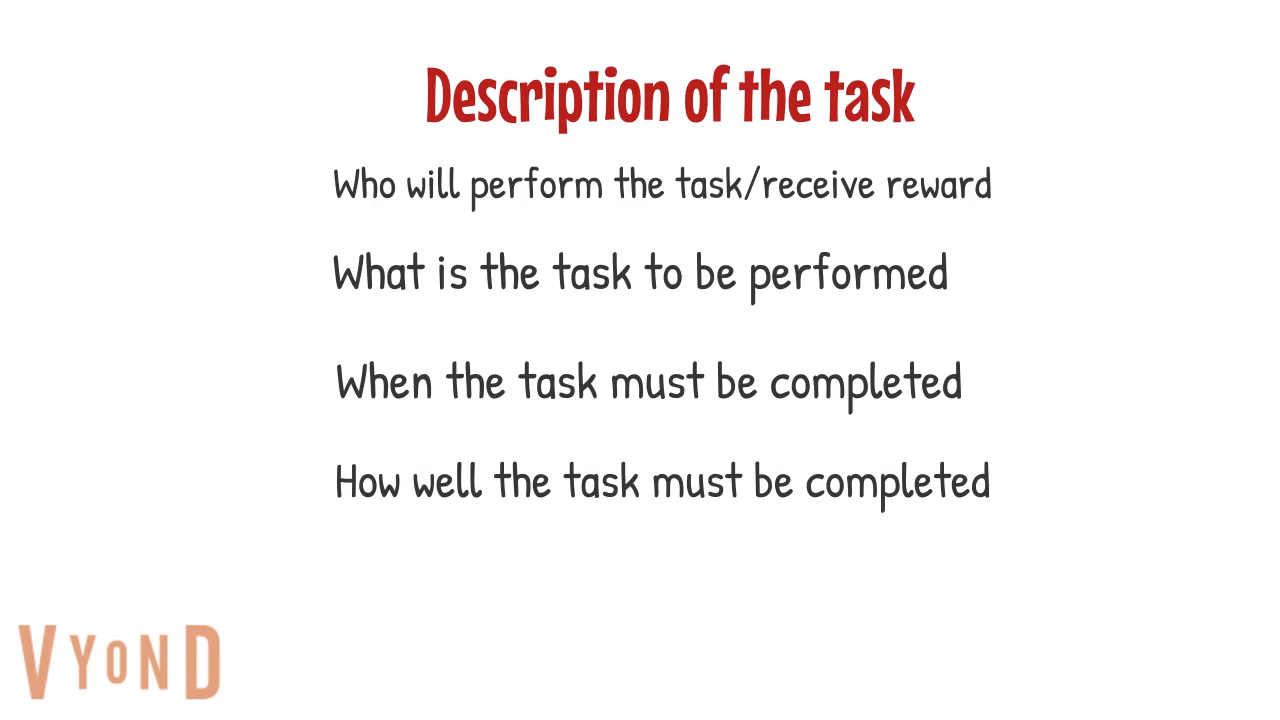 Description of the task
Who will perform the task/receive reward
What is the task to be performed
When the task must be completed
How well the task must be completed
VYOND